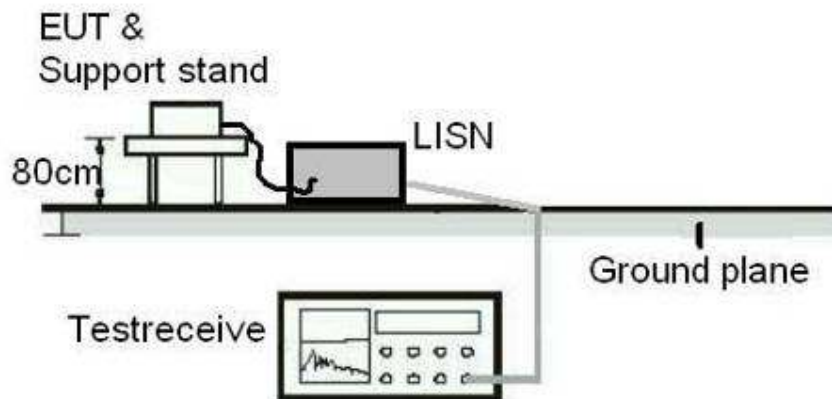 EUT &
Support stand
LISN
80cm
Ground plane
Testreceive